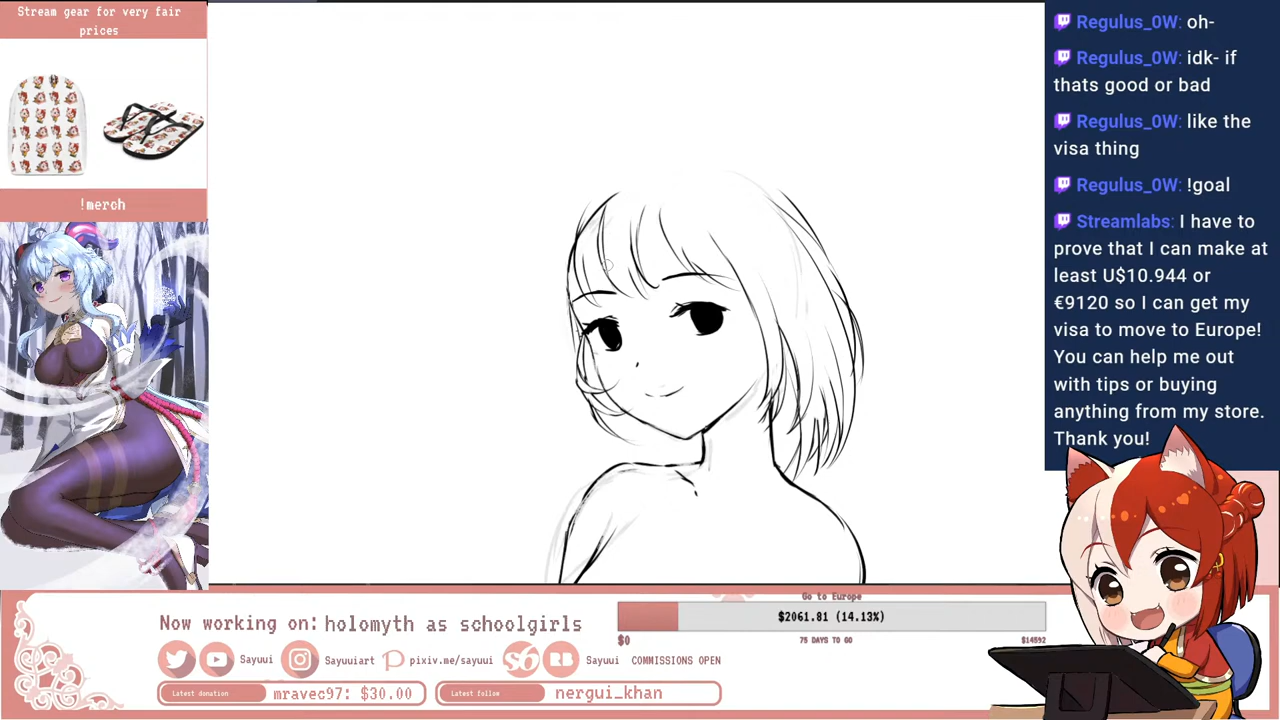 Stream gear for very fair
prices
!merch
Regulus_0W: oh-
Regulus_0W: idk- if
thats good or bad
Regulus_0W: like the
visa thing
Regulus_0W: !goal
Streamlabs: I have to
prove that I can make at
least U$10.944 or
€9120 so I can get my
visa to move to Europe!
You can help me out
with tips or buying
anything from my store.
Thank you!
Now working on: holomyth as schoolgirls
Go to Europe
$2061.81 (14.13%)
$0 75 DAYS TO GO $14592
Sayuui Sayuuiart pixiv.me/sayuui S6 RB Sayuui COMMISSIONS OPEN
Latest donation mravec97: $30.00 Latest follow nergui_khan